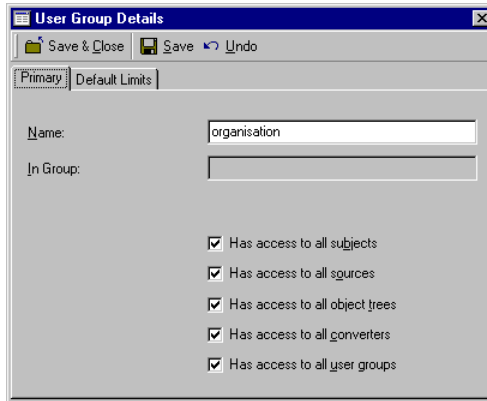 User Group Details
Save & Close Save Undo
Primary Default Limits
Name: organisation
In Group:
Has access to all subjects
Has access to all sources
Has access to all object trees
Has access to all converters
Has access to all user groups